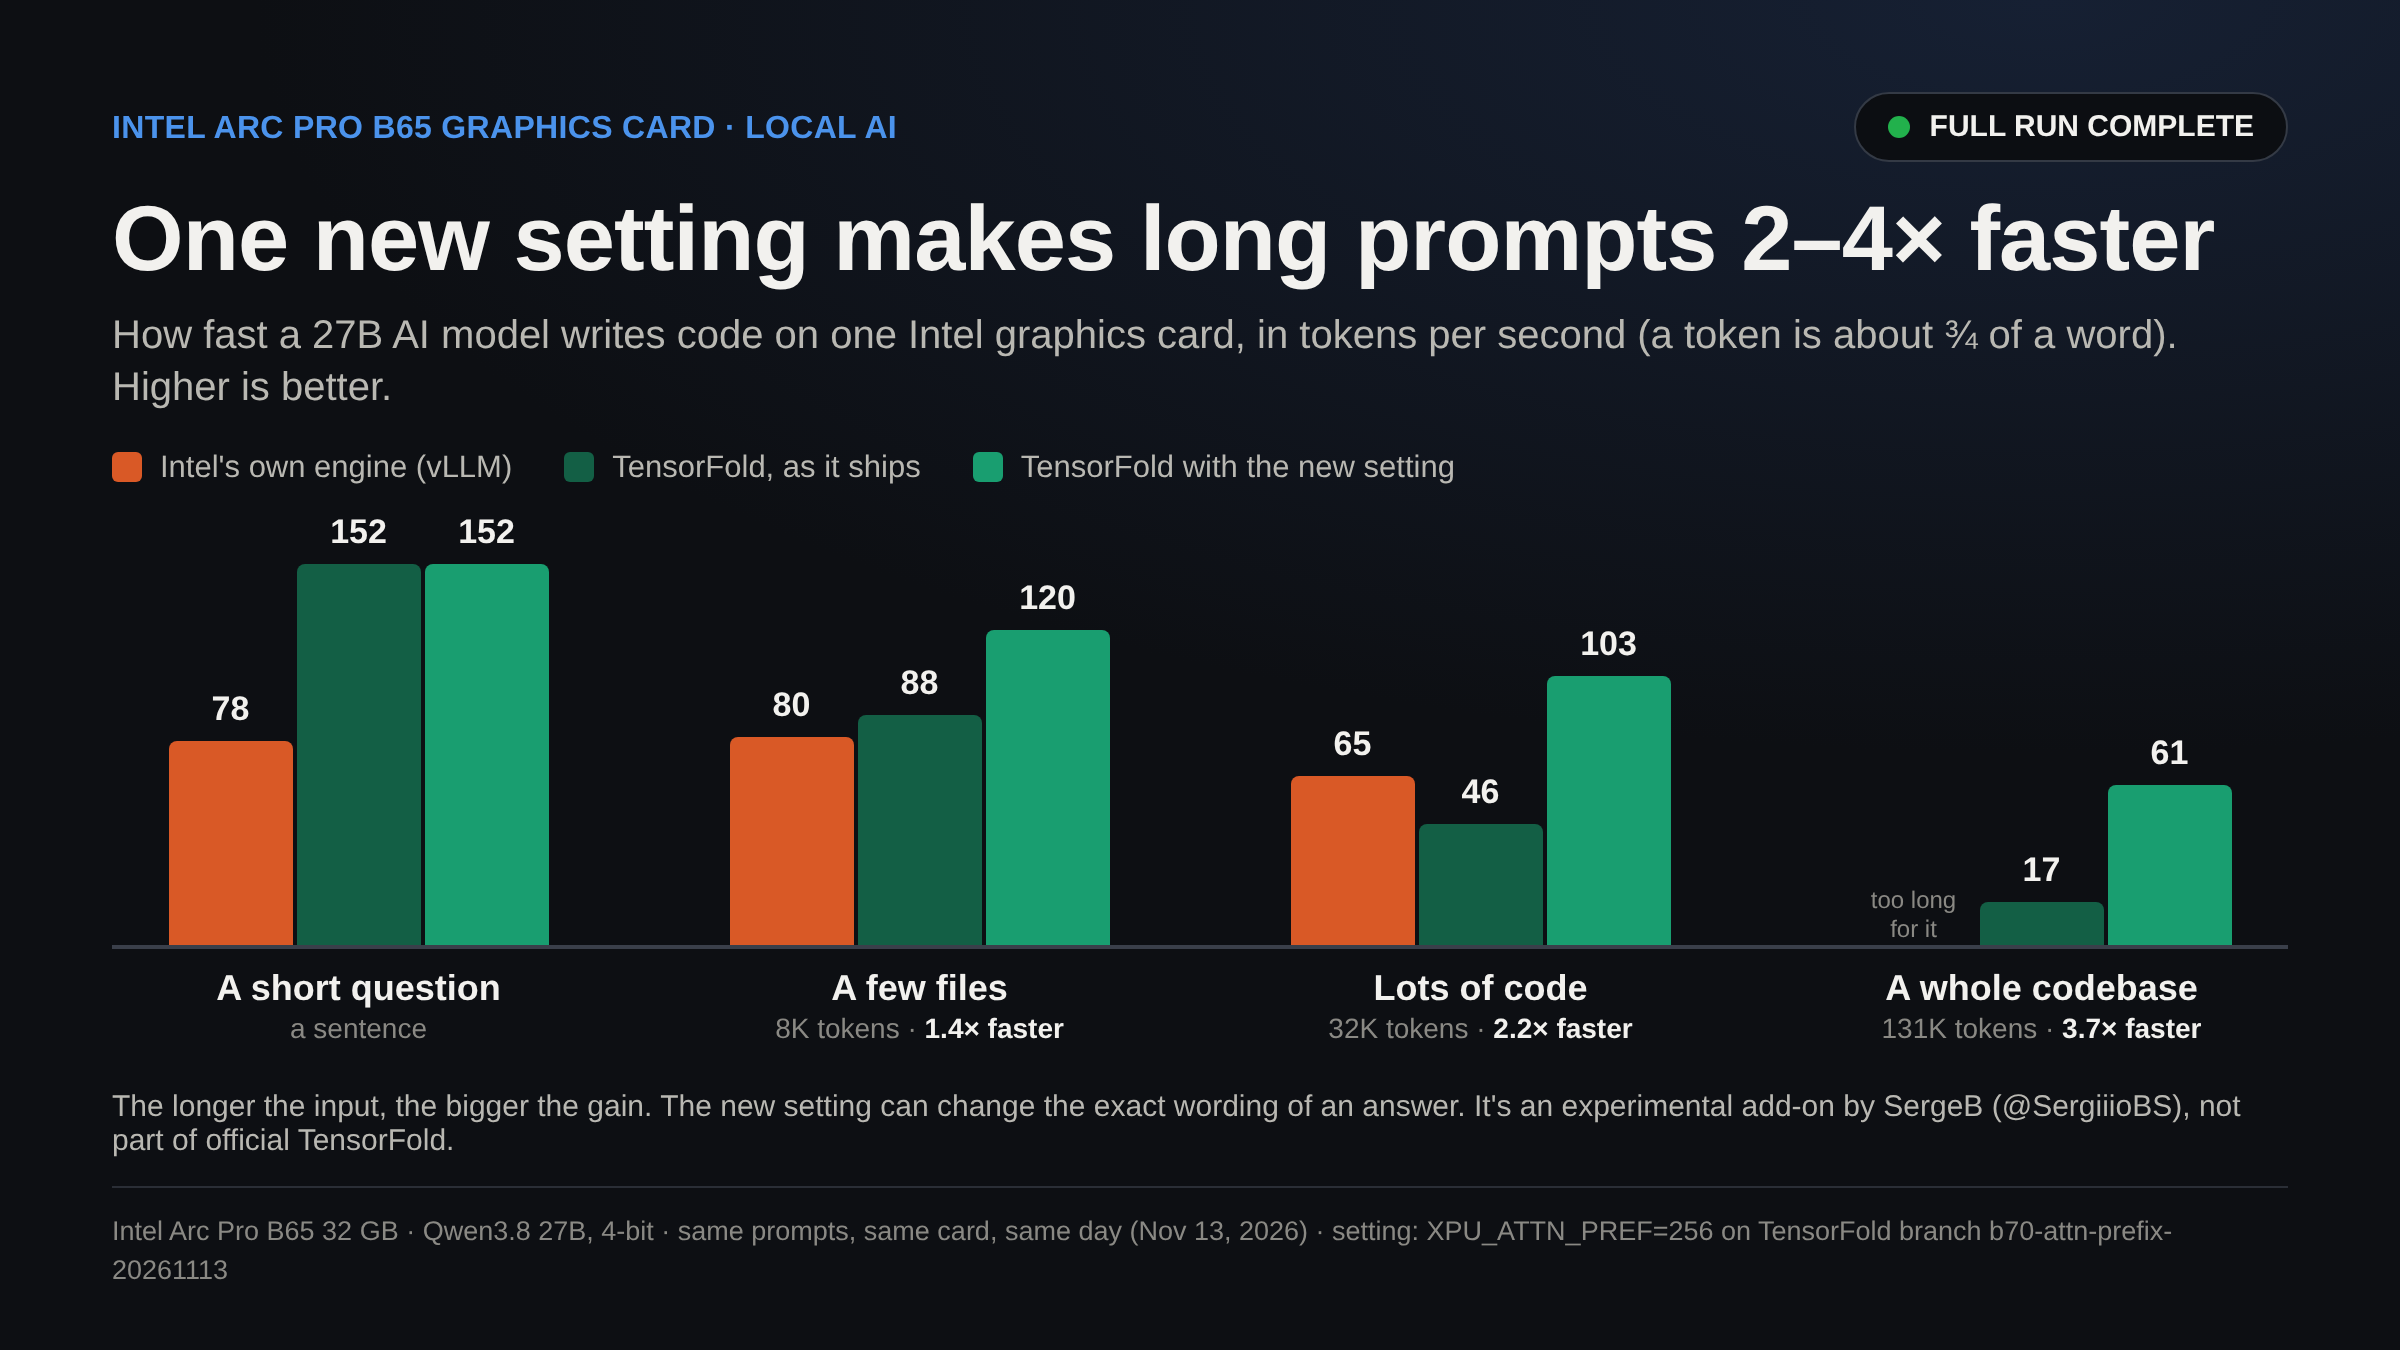 INTEL ARC PRO B65 GRAPHICS CARD · LOCAL AI
FULL RUN COMPLETE
One new setting makes long prompts 2–4× faster
How fast a 27B AI model writes code on one Intel graphics card, in tokens per second (a token is about ¾ of a word).
Higher is better.
Intel's own engine (vLLM)
TensorFold, as it ships
TensorFold with the new setting
78
152
152
80
88
120
65
46
103
too long
for it
17
61
A short question
a sentence
A few files
8K tokens · 1.4× faster
Lots of code
32K tokens · 2.2× faster
A whole codebase
131K tokens · 3.7× faster
The longer the input, the bigger the gain. The new setting can change the exact wording of an answer. It's an experimental add-on by SergeB (@SergiiioBS), not
part of official TensorFold.
Intel Arc Pro B65 32 GB · Qwen3.8 27B, 4-bit · same prompts, same card, same day (Nov 13, 2026) · setting: XPU_ATTN_PREF=256 on TensorFold branch b70-attn-prefix-
20261113